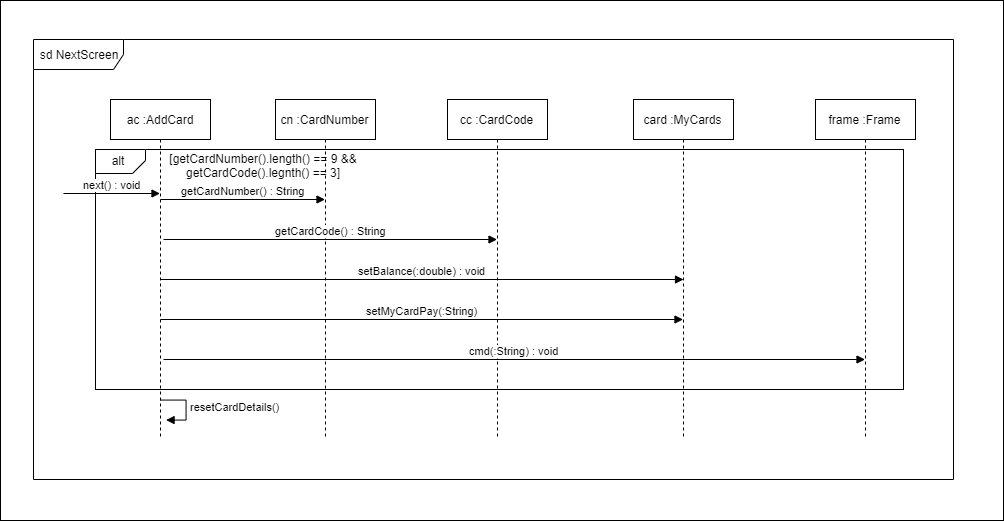 sd NextScreen
ac :AddCard
cn :CardNumber
cc :CardCode
card :MyCards
frame :Frame
alt
[getCardNumber().length() == 9 &&
getCardCode().legnth() == 3]
next() : void
getCardNumber() : String
getCardCode() : String
setBalance(:double) : void
setMyCardPay(:String)
cmd(:String) : void
resetCardDetails()